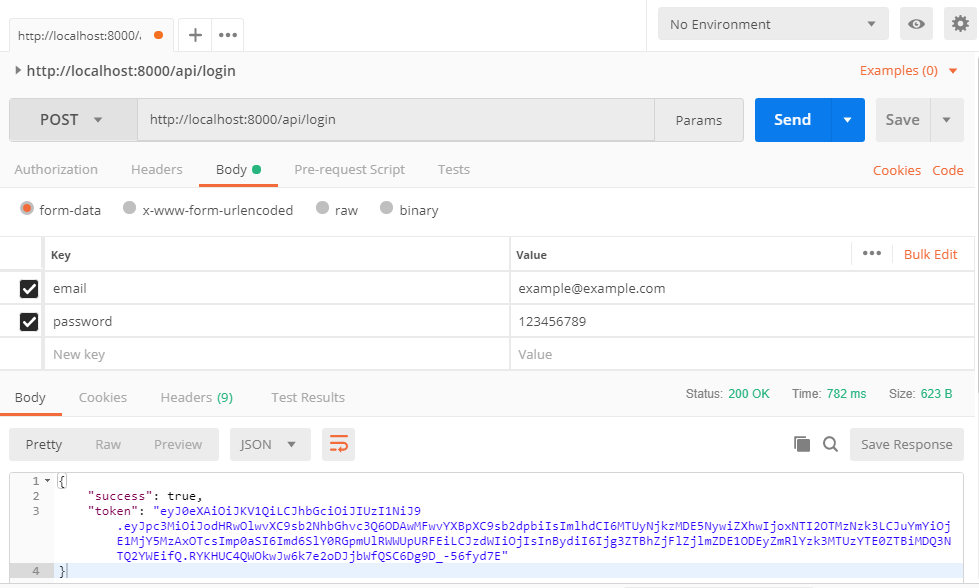 http://localhost:8000/a
No Environment
http://localhost:8000/api/login
Examples (0)
POST
http://localhost:8000/api/login
Params
Send
Save
Authorization
Headers
Body
Pre-request Script
Tests
Cookies
Code
form-data
x-www-form-urlencoded
raw
binary
Key
Value
Bulk Edit
email
example@example.com
password
123456789
New key
Value
Body
Cookies
Headers (9)
Test Results
Status: 200 OK
Time: 782 ms
Size: 623 B
Pretty
Raw
Preview
JSON
Save Response
1 {
2 "success": true,
3 "token": "eyJ0eXAiOiJKV1QiLCJhbGciOiJIUzI1NiJ9
.eyJpc3MiOiJodHRwOlwvXC9sb2NhbGhvc3Q6ODAwMFwvYXBpXC9sb2dpbiIsImlhdCI6MTUyNjkzMDE5NywiZXhwIjoxNTI2OTMzNzk3LCJuYmYiOj
E1MjY5MzAxOTcsImp0aSI6Imd6SlY0RGpmUlRWWUpURFEiLCJzdWIiOjIsInBydiI6Ijg3ZTBhZjFlZjlmZDE1ODEyZmRlYzk3MTUzYTE0ZTBiMDQ3N
TQ2YWEifQ.RYKHUC4QWOkwJw6k7e2oDJjbWfQSC6Dg9D_-56fyd7E"
4 }